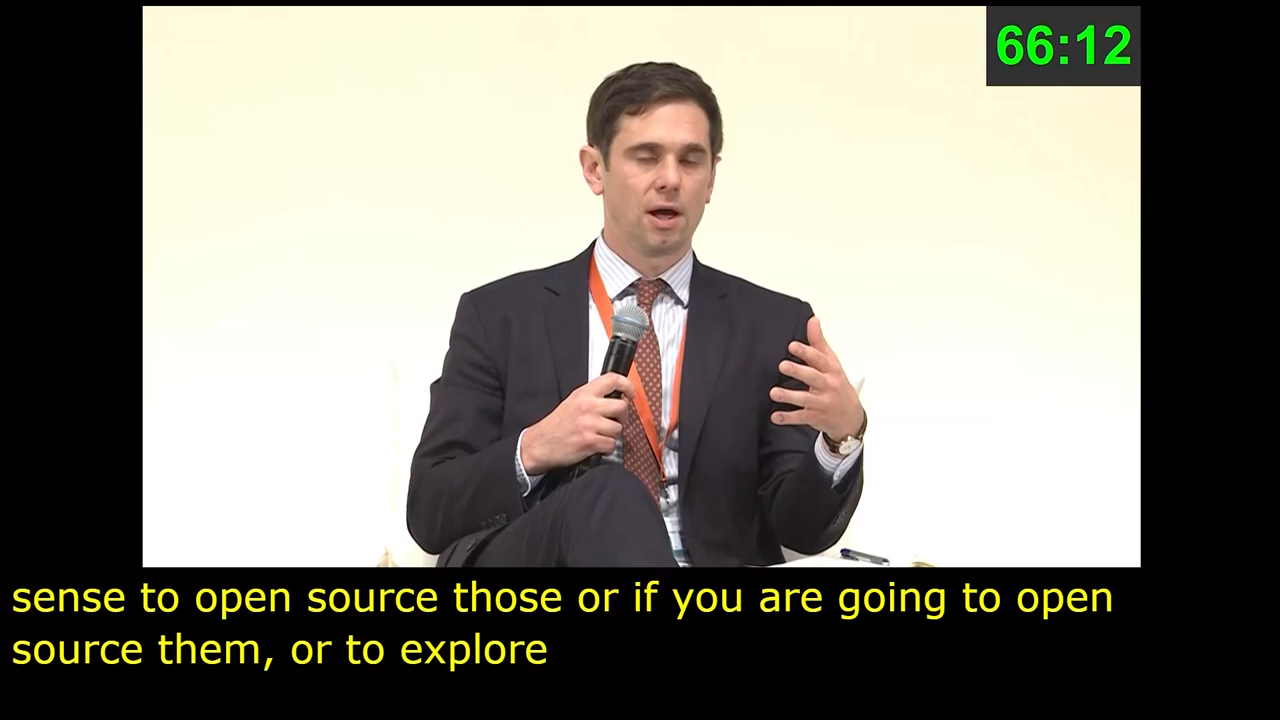 66:12
sense to open source those or if you are going to open
source them, or to explore